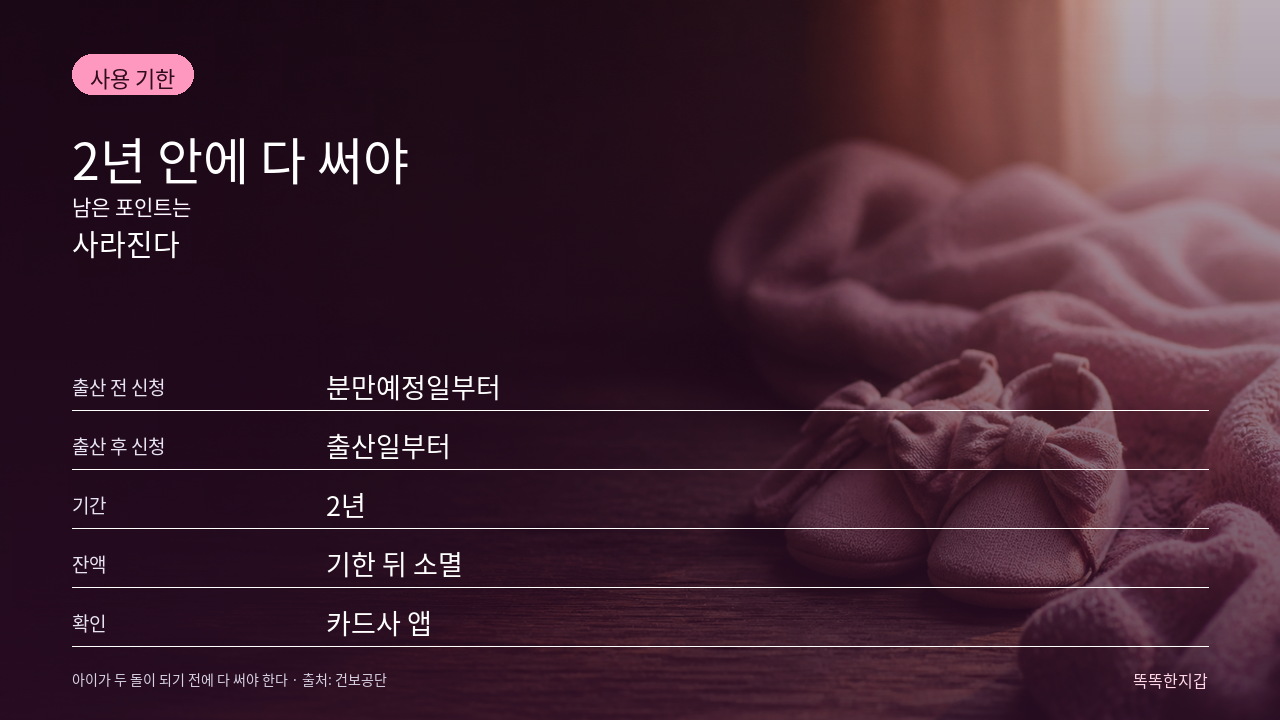 사용 기한
2년 안에 다 써야
남은 포인트는
사라진다
출산 전 신청 분만예정일부터
출산 후 신청 출산일부터
기간 2년
잔액 기한 뒤 소멸
확인 카드사 앱
아이가 두 돌이 되기 전에 다 써야 한다 · 출처: 건보공단
똑똑한지갑